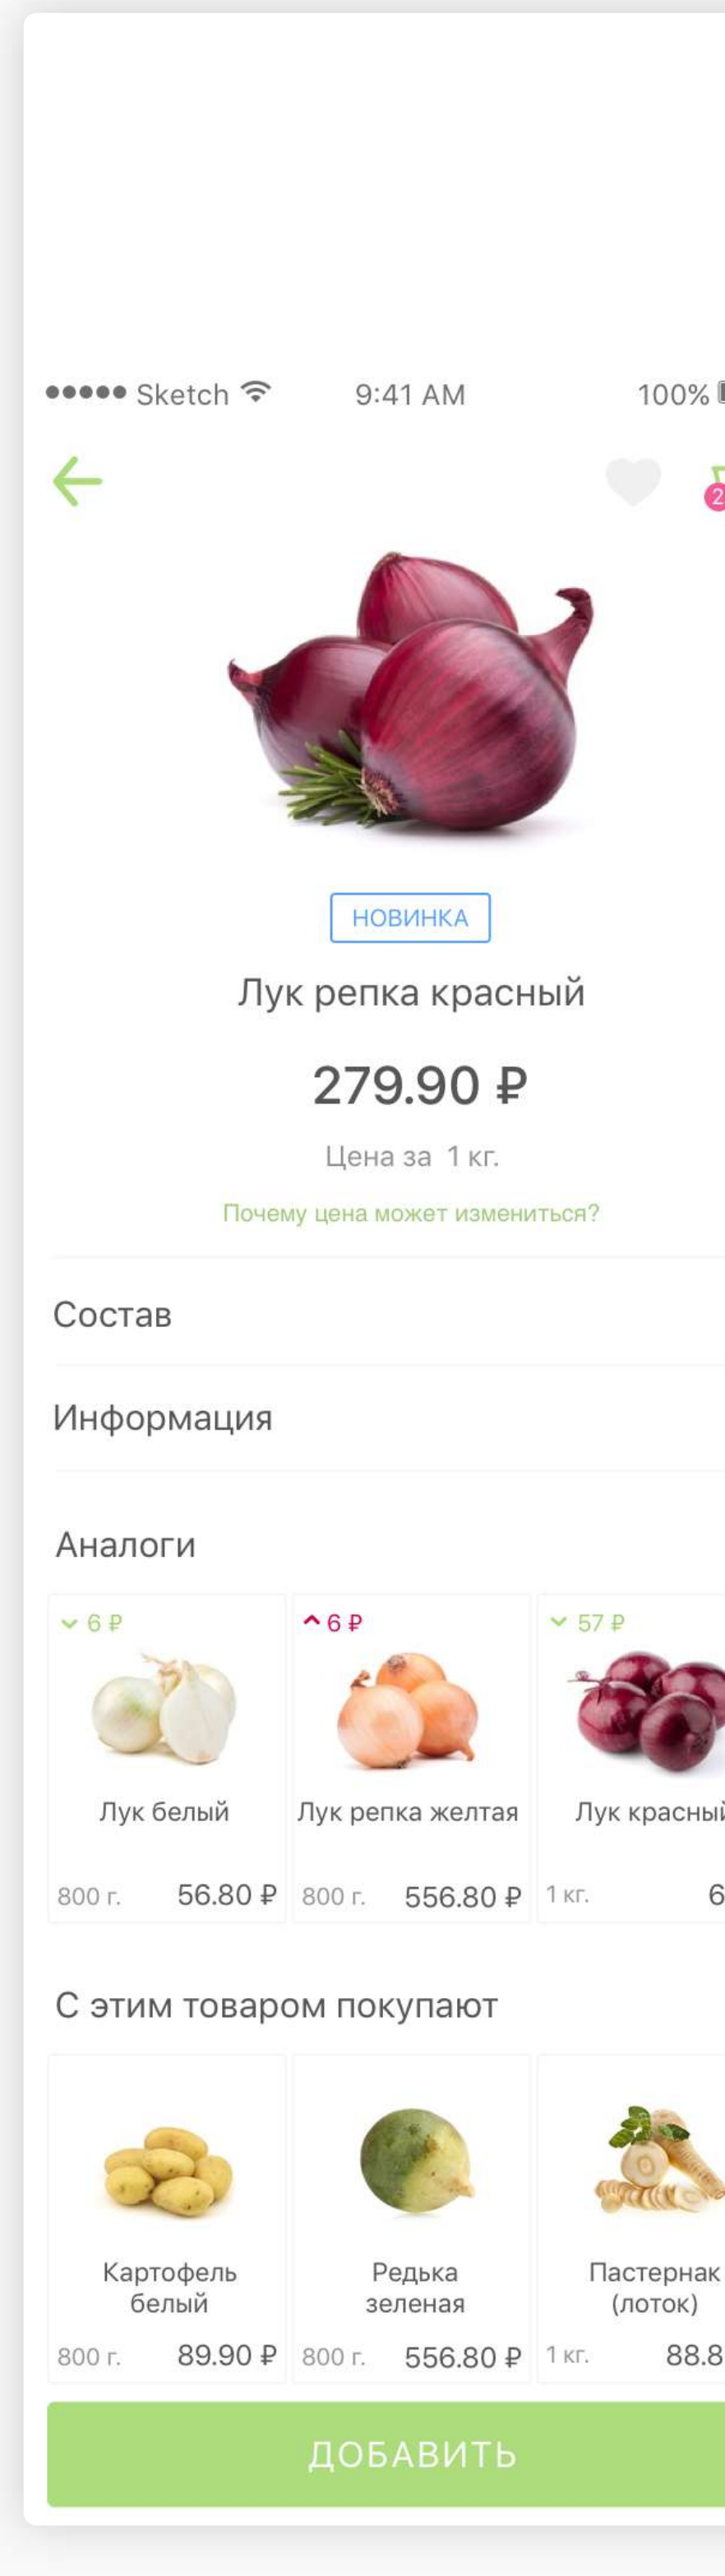 Sketch 9:41 AM 100%
2
НОВИНКА
Лук репка красный
279.90 ₽
Цена за 1 кг.
Почему цена может измениться?
Состав
Информация
Аналоги
6 ₽ 6 ₽ 57 ₽
Лук белый Лук репка желтая Лук красный
800 г. 56.80 ₽ 800 г. 556.80 ₽ 1 кг. 6
С этим товаром покупают
Картофель Редька Пастернак
белый зеленая (лоток)
800 г. 89.90 ₽ 800 г. 556.80 ₽ 1 кг. 88.8
ДОБАВИТЬ